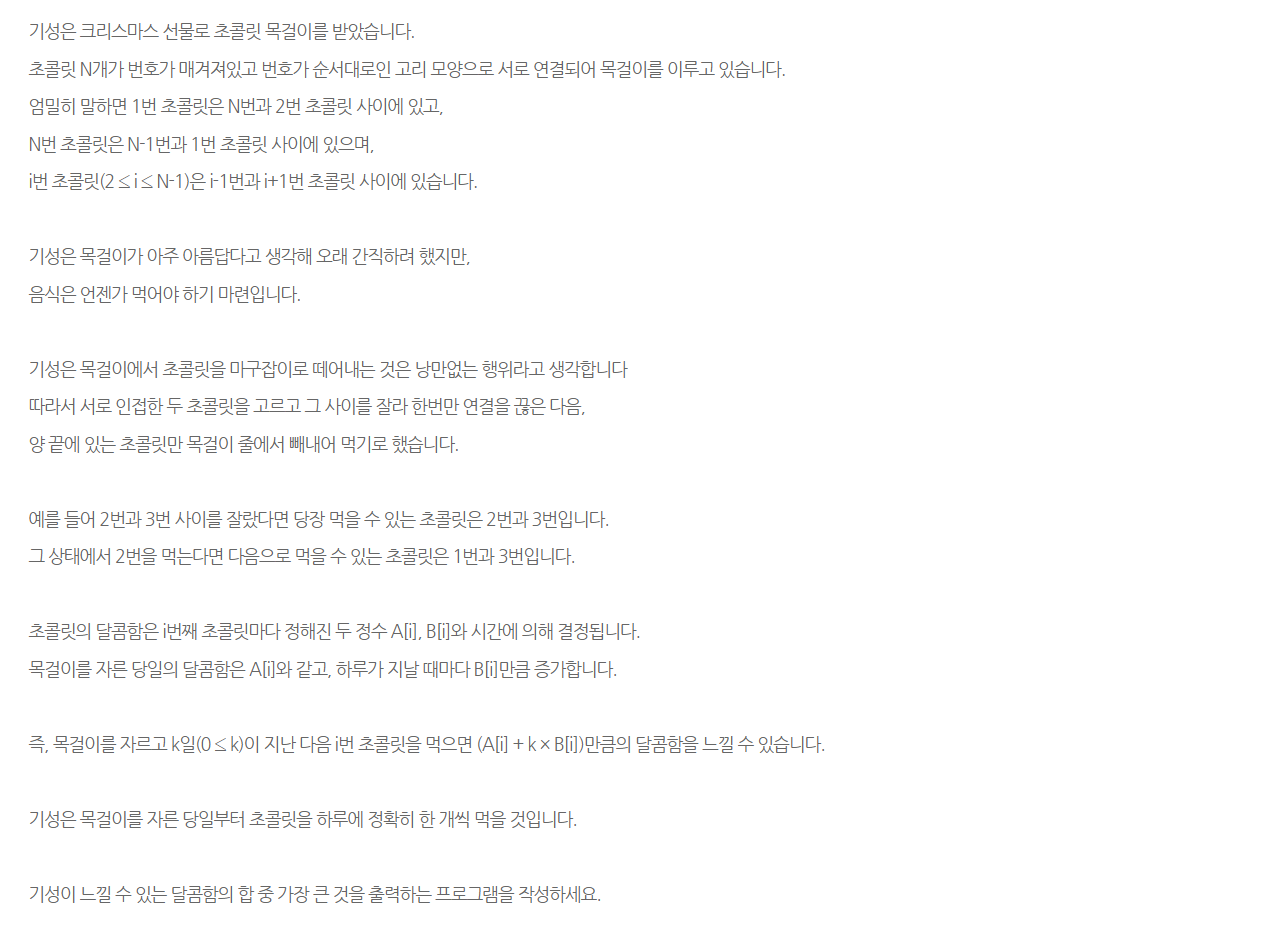 기성은 크리스마스 선물로 초콜릿 목걸이를 받았습니다.
초콜릿 N개가 번호가 매겨져있고 번호가 순서대로인 고리 모양으로 서로 연결되어 목걸이를 이루고 있습니다.
엄밀히 말하면 1번 초콜릿은 N번과 2번 초콜릿 사이에 있고,
N번 초콜릿은 N-1번과 1번 초콜릿 사이에 있으며,
i번 초콜릿(2 ≤ i ≤ N-1)은 i-1번과 i+1번 초콜릿 사이에 있습니다.
기성은 목걸이가 아주 아름답다고 생각해 오래 간직하려 했지만,
음식은 언젠가 먹어야 하기 마련입니다.
기성은 목걸이에서 초콜릿을 마구잡이로 떼어내는 것은 낭만없는 행위라고 생각합니다
따라서 서로 인접한 두 초콜릿을 고르고 그 사이를 잘라 한번만 연결을 끊은 다음,
양 끝에 있는 초콜릿만 목걸이 줄에서 빼내어 먹기로 했습니다.
예를 들어 2번과 3번 사이를 잘랐다면 당장 먹을 수 있는 초콜릿은 2번과 3번입니다.
그 상태에서 2번을 먹는다면 다음으로 먹을 수 있는 초콜릿은 1번과 3번입니다.
초콜릿의 달콤함은 i번째 초콜릿마다 정해진 두 정수 A[i], B[i]와 시간에 의해 결정됩니다.
목걸이를 자른 당일의 달콤함은 A[i]와 같고, 하루가 지날 때마다 B[i]만큼 증가합니다.
즉, 목걸이를 자르고 k일(0 ≤ k)이 지난 다음 i번 초콜릿을 먹으면 (A[i] + k × B[i])만큼의 달콤함을 느낄 수 있습니다.
기성은 목걸이를 자른 당일부터 초콜릿을 하루에 정확히 한 개씩 먹을 것입니다.
기성이 느낄 수 있는 달콤함의 합 중 가장 큰 것을 출력하는 프로그램을 작성하세요.